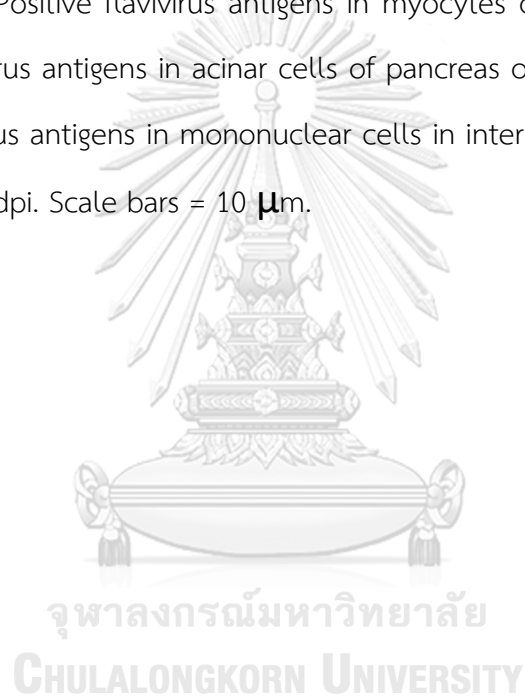 Positive flavivirus antigens in myocytes
rus antigens in acinar cells of pancreas
us antigens in mononuclear cells in inter
dpi. Scale bars = 10 μm.
จุฬาลงกรณ์มหาวิทยาลัย
CHULALONGKORN UNIVERSITY